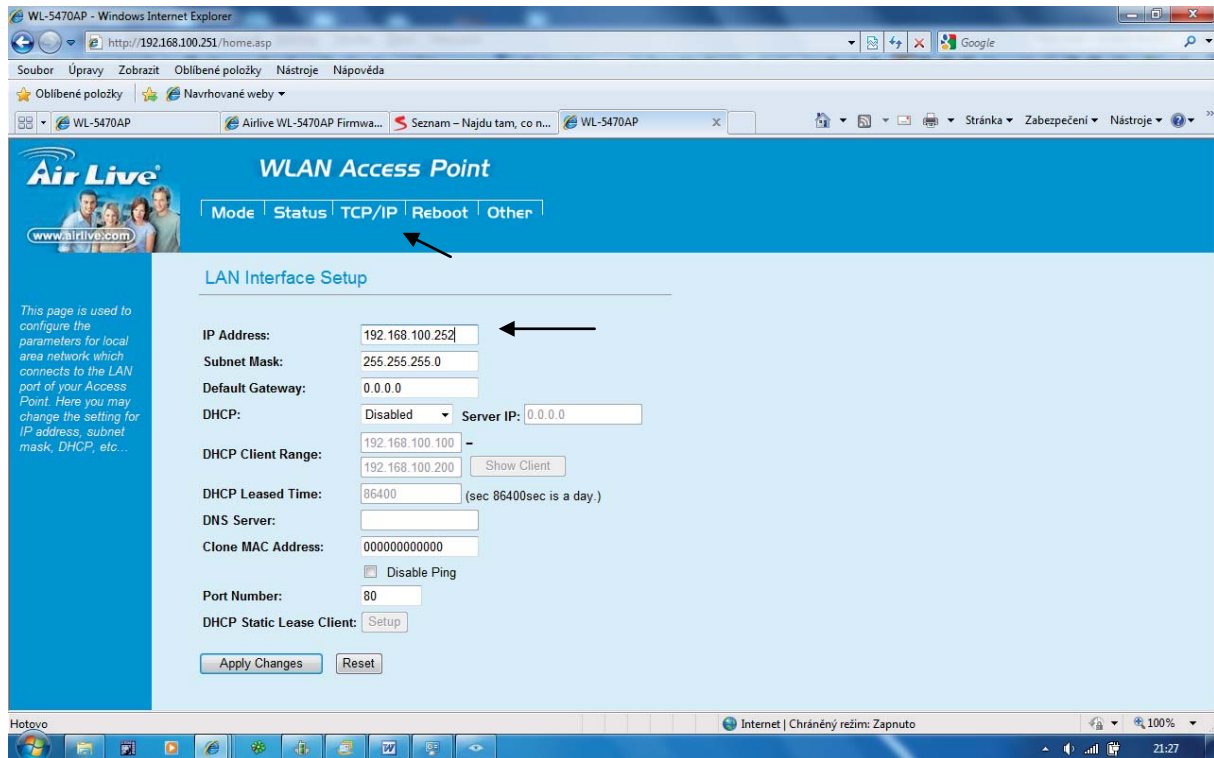 WL-5470AP - Windows Internet Explorer
http://192.168.100.251/home.asp
Google
Soubor Úpravy Zobrazit Oblíbené položky Nástroje Nápověda
Oblíbené položky Navrhované weby
WL-5470AP Airlive WL-5470AP Firmwa... Seznam – Najdu tam, co n... WL-5470AP Stránka Zabezpečení Nástroje
Air Live
www.airlive.com
WLAN Access Point
Mode Status TCP/IP Reboot Other
This page is used to
configure the
parameters for local
area network which
connects to the LAN
port of your Access
Point. Here you may
change the setting for
IP address, subnet
mask, DHCP, etc...
LAN Interface Setup
IP Address: 192.168.100.252
Subnet Mask: 255.255.255.0
Default Gateway: 0.0.0.0
DHCP: Disabled Server IP: 0.0.0.0
DHCP Client Range: 192.168.100.100 –
192.168.100.200 Show Client
DHCP Leased Time: 86400 (sec 86400sec is a day.)
DNS Server:
Clone MAC Address: 000000000000
Disable Ping
Port Number: 80
DHCP Static Lease Client: Setup
Apply Changes Reset
Hotovo Internet | Chráněný režim: Zapnuto 100%
21:27